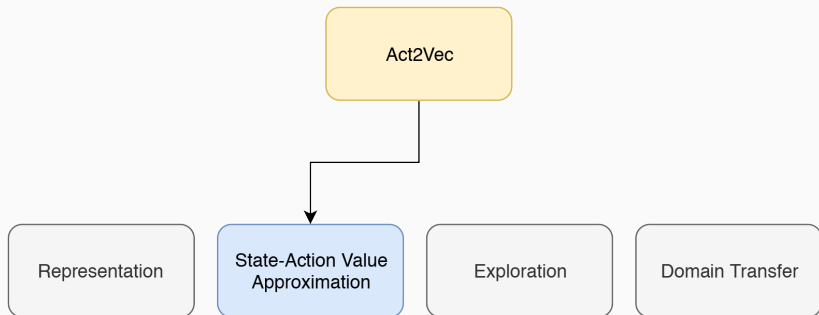 Act2Vec
Representation
State-Action Value
Approximation
Exploration
Domain Transfer